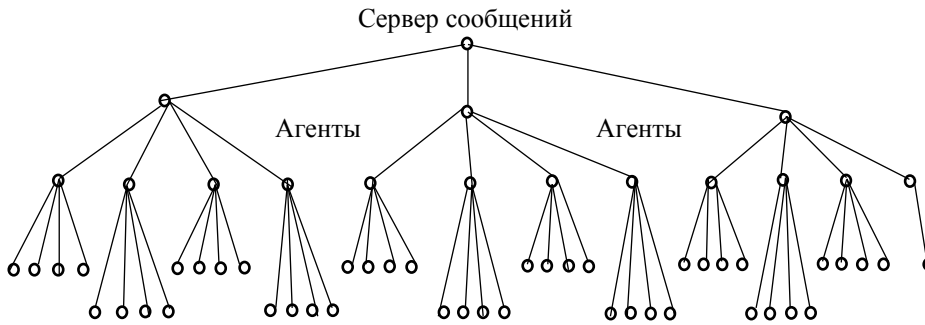 Сервер сообщений
Агенты
Агенты